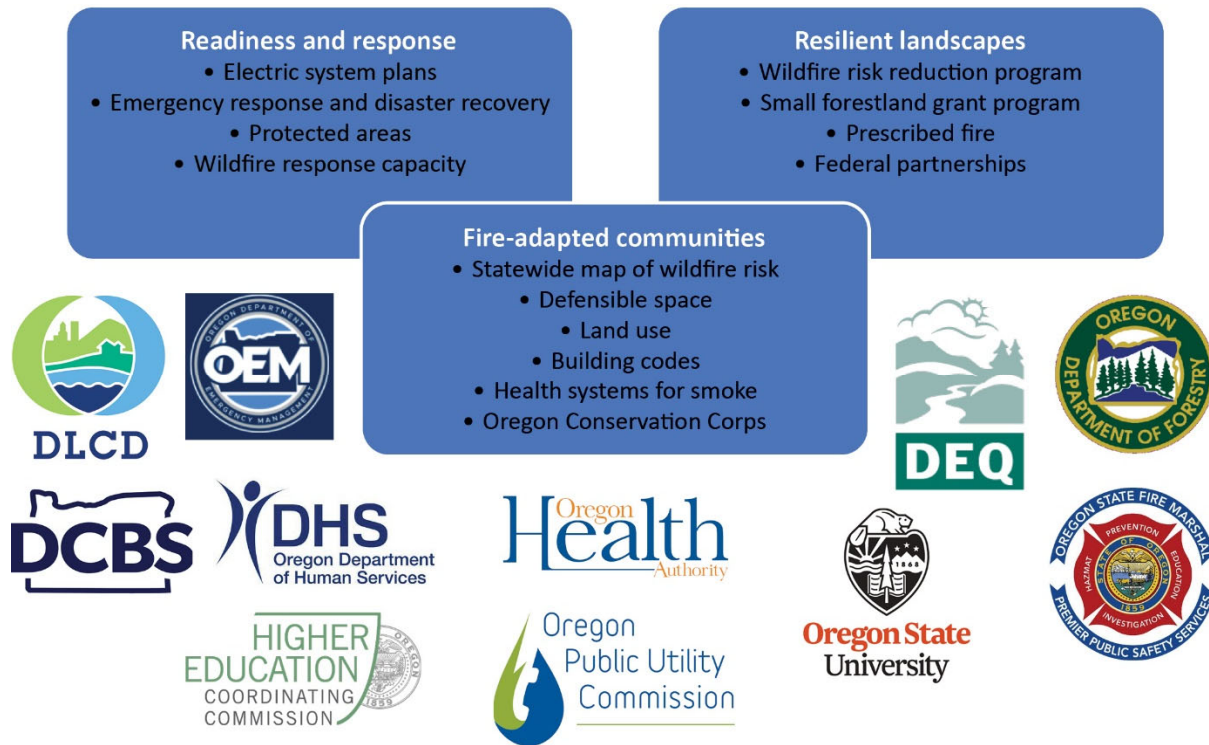 Readiness and response
• Electric system plans
• Emergency response and disaster recovery
• Protected areas
• Wildfire response capacity
Resilient landscapes
• Wildfire risk reduction program
• Small forestland grant program
• Prescribed fire
• Federal partnerships
Fire-adapted communities
• Statewide map of wildfire risk
• Defensible space
• Land use
• Building codes
• Health systems for smoke
• Oregon Conservation Corps
DLCD
OREGON DEPARTMENT OF
OEM
EMERGENCY MANAGEMENT
DEQ
OREGON
DEPARTMENT OF FORESTRY
DCBS
DHS
Oregon Department
of Human Services
Oregon
Health
Authority
1868
Oregon State
University
OREGON STATE FIRE MARSHAL
PREVENTION
HAZMAT
EDUCATION
INVESTIGATION
STATE OF OREGON
1859
PREMIER PUBLIC SAFETY SERVICES
HIGHER
EDUCATION
COORDINATING
COMMISSION
OREGON
1859
Oregon
Public Utility
Commission